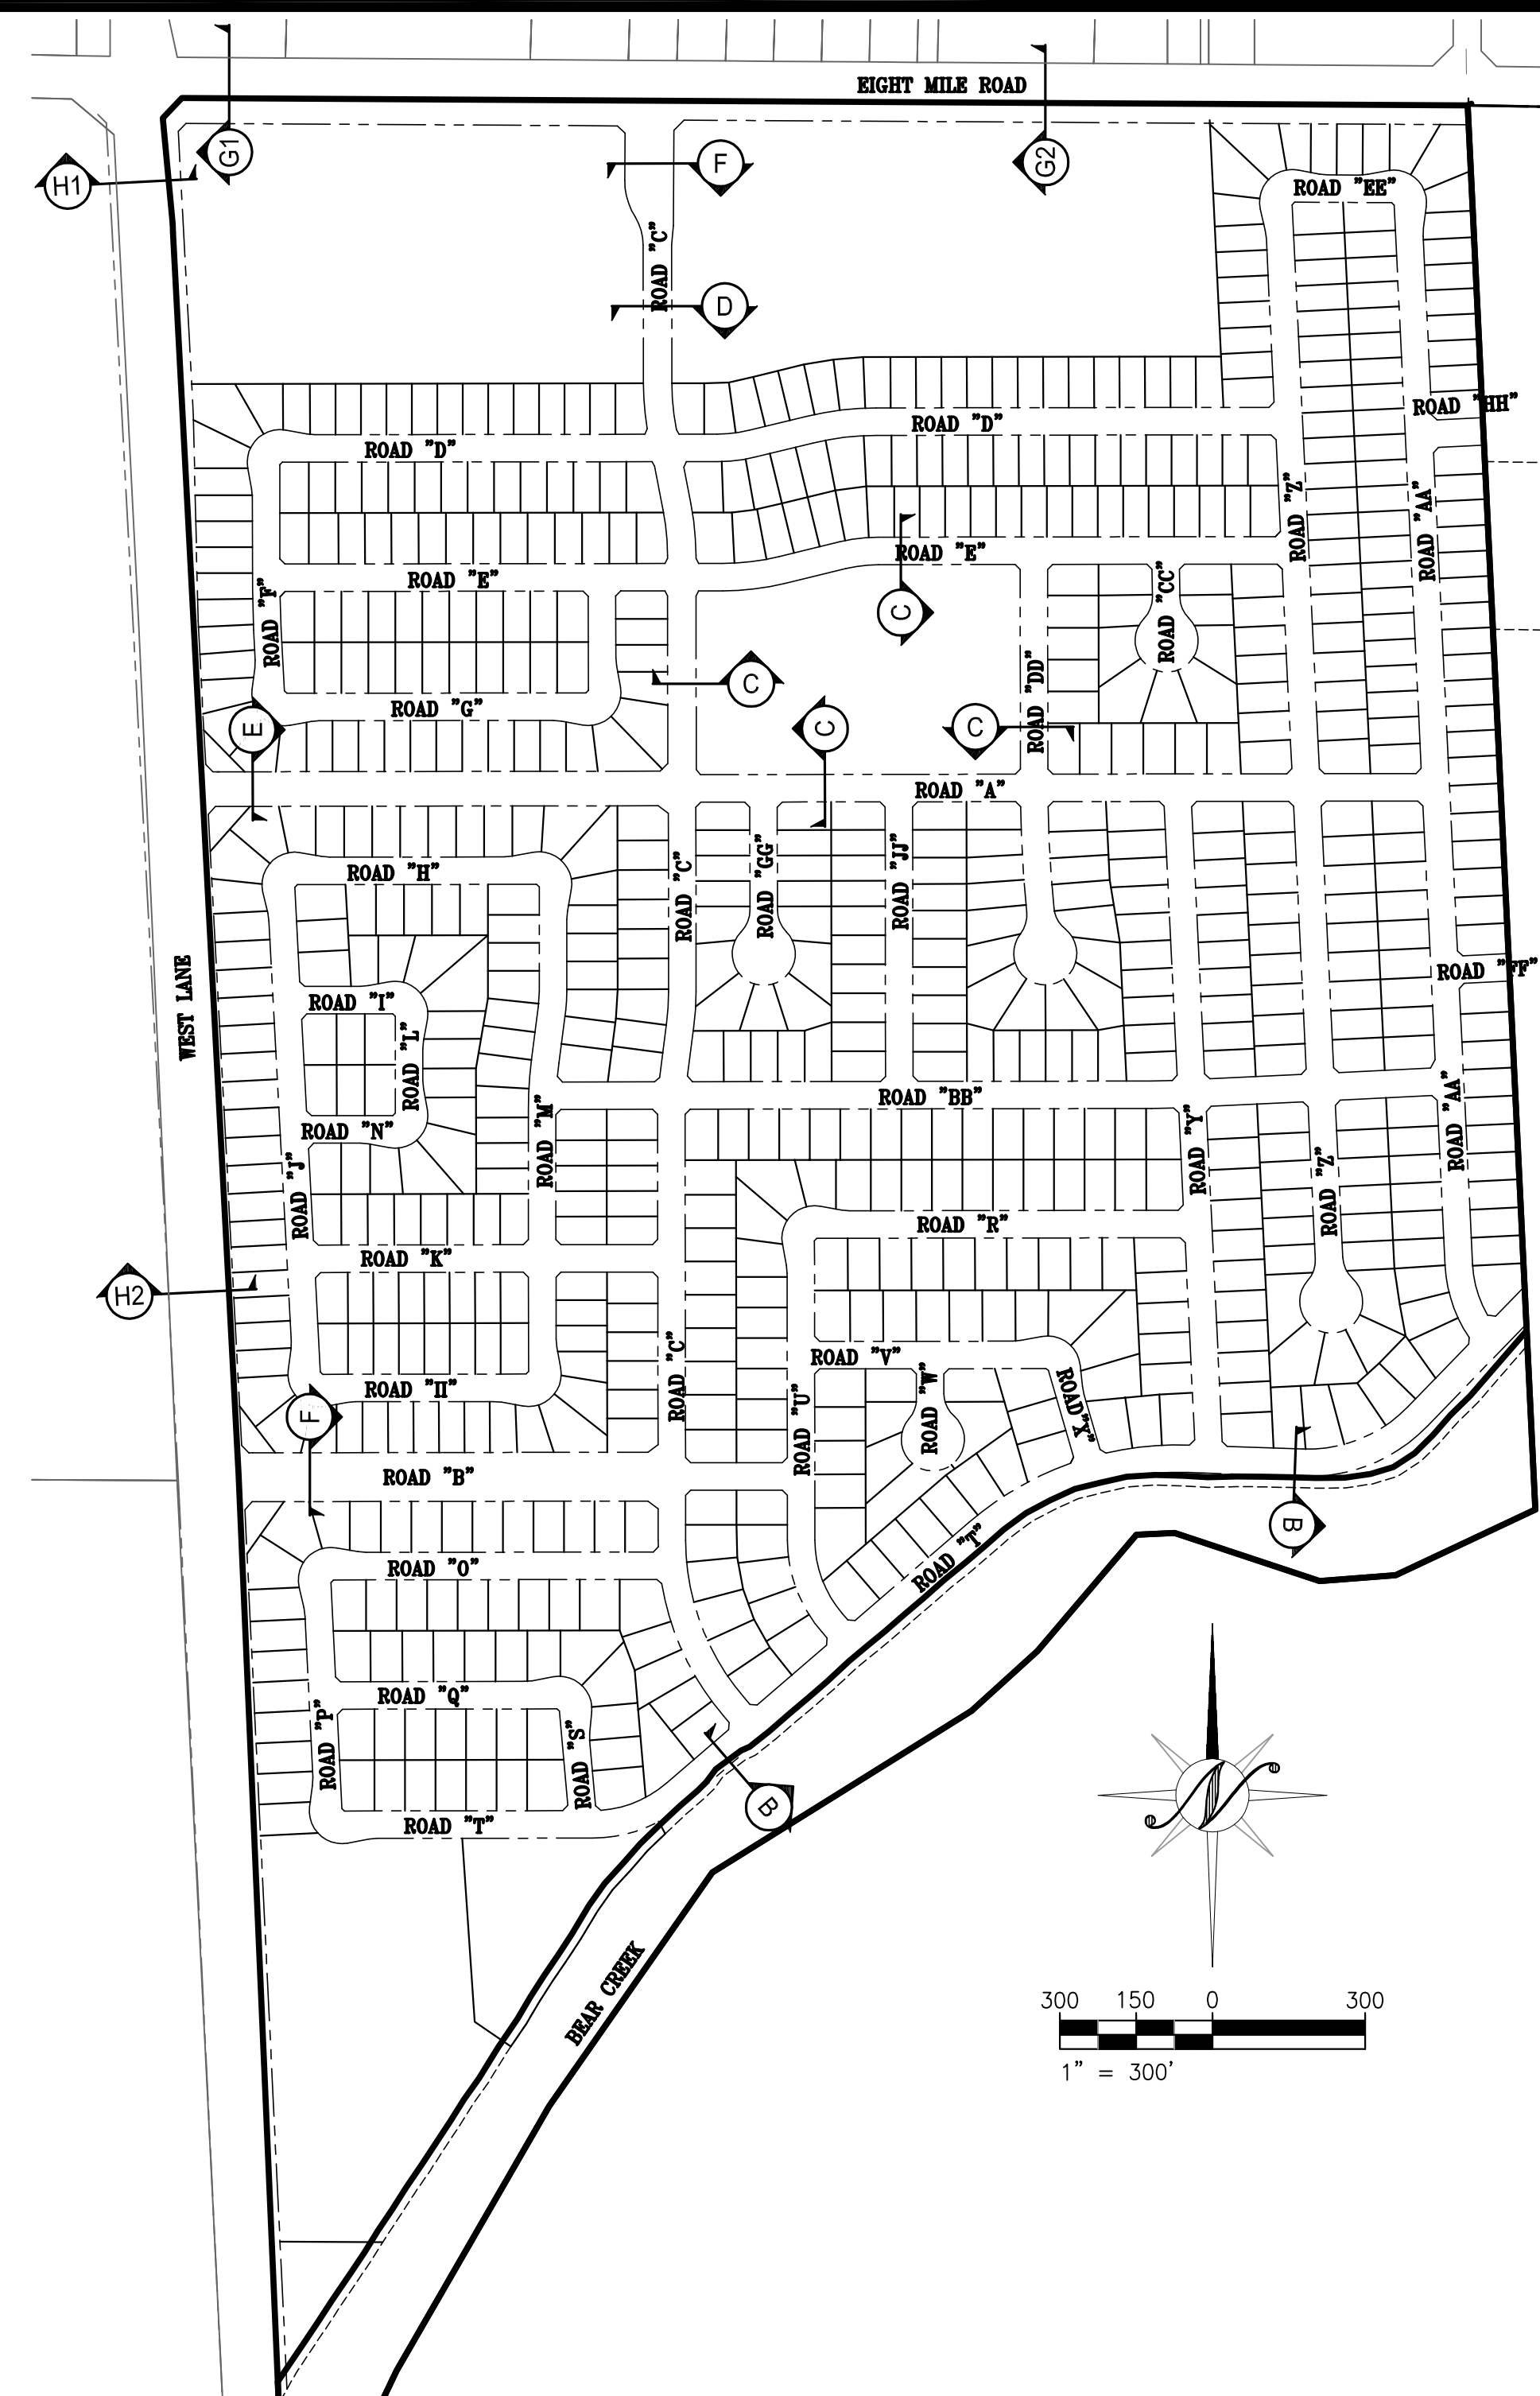 EIGHT MILE ROAD
G1
F
G2
H1
ROAD "EE"
ROAD "C"
D
ROAD "HH"
ROAD "D"
ROAD "D"
ROAD "Z"
ROAD "AA"
ROAD "E"
ROAD "E"
ROAD "F"
ROAD "CC"
C
ROAD "DD"
C
ROAD "G"
E
C
C
ROAD "A"
ROAD "H"
ROAD "C"
ROAD "GG"
ROAD "JJ"
WEST LANE
ROAD "FF"
ROAD "I"
ROAD "L"
ROAD "BB"
ROAD "N"
ROAD "M"
ROAD "Y"
ROAD "AA"
ROAD "J"
ROAD "Z"
ROAD "R"
ROAD "K"
H2
ROAD "V"
ROAD "C"
ROAD "II"
ROAD "U"
ROAD "W"
ROAD "X"
F
ROAD "B"
B
ROAD "O"
ROAD "T"
ROAD "Q"
ROAD "P"
ROAD "S"
B
ROAD "T"
BEAR CREEK
300 150 0 300
1" = 300'